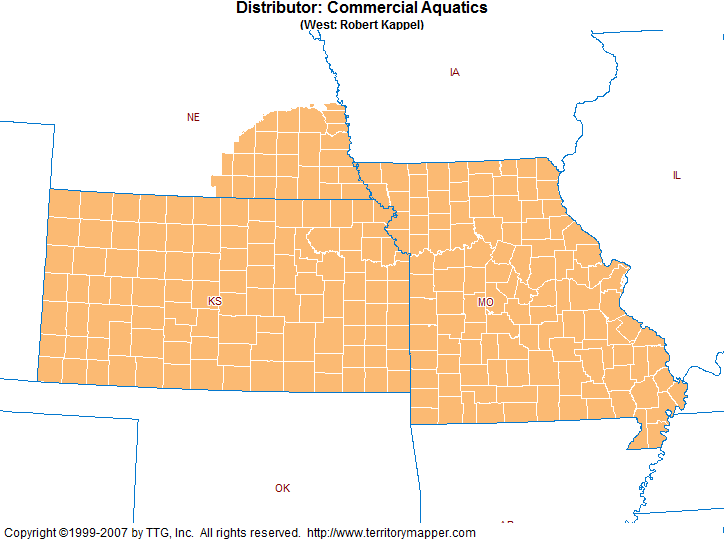 Distributor: Commercial Aquatics
(West: Robert Kappel)
IA
NE
IL
KS
MO
OK
Copyright ©1999-2007 by TTG, Inc. All rights reserved. http://www.territorymapper.com